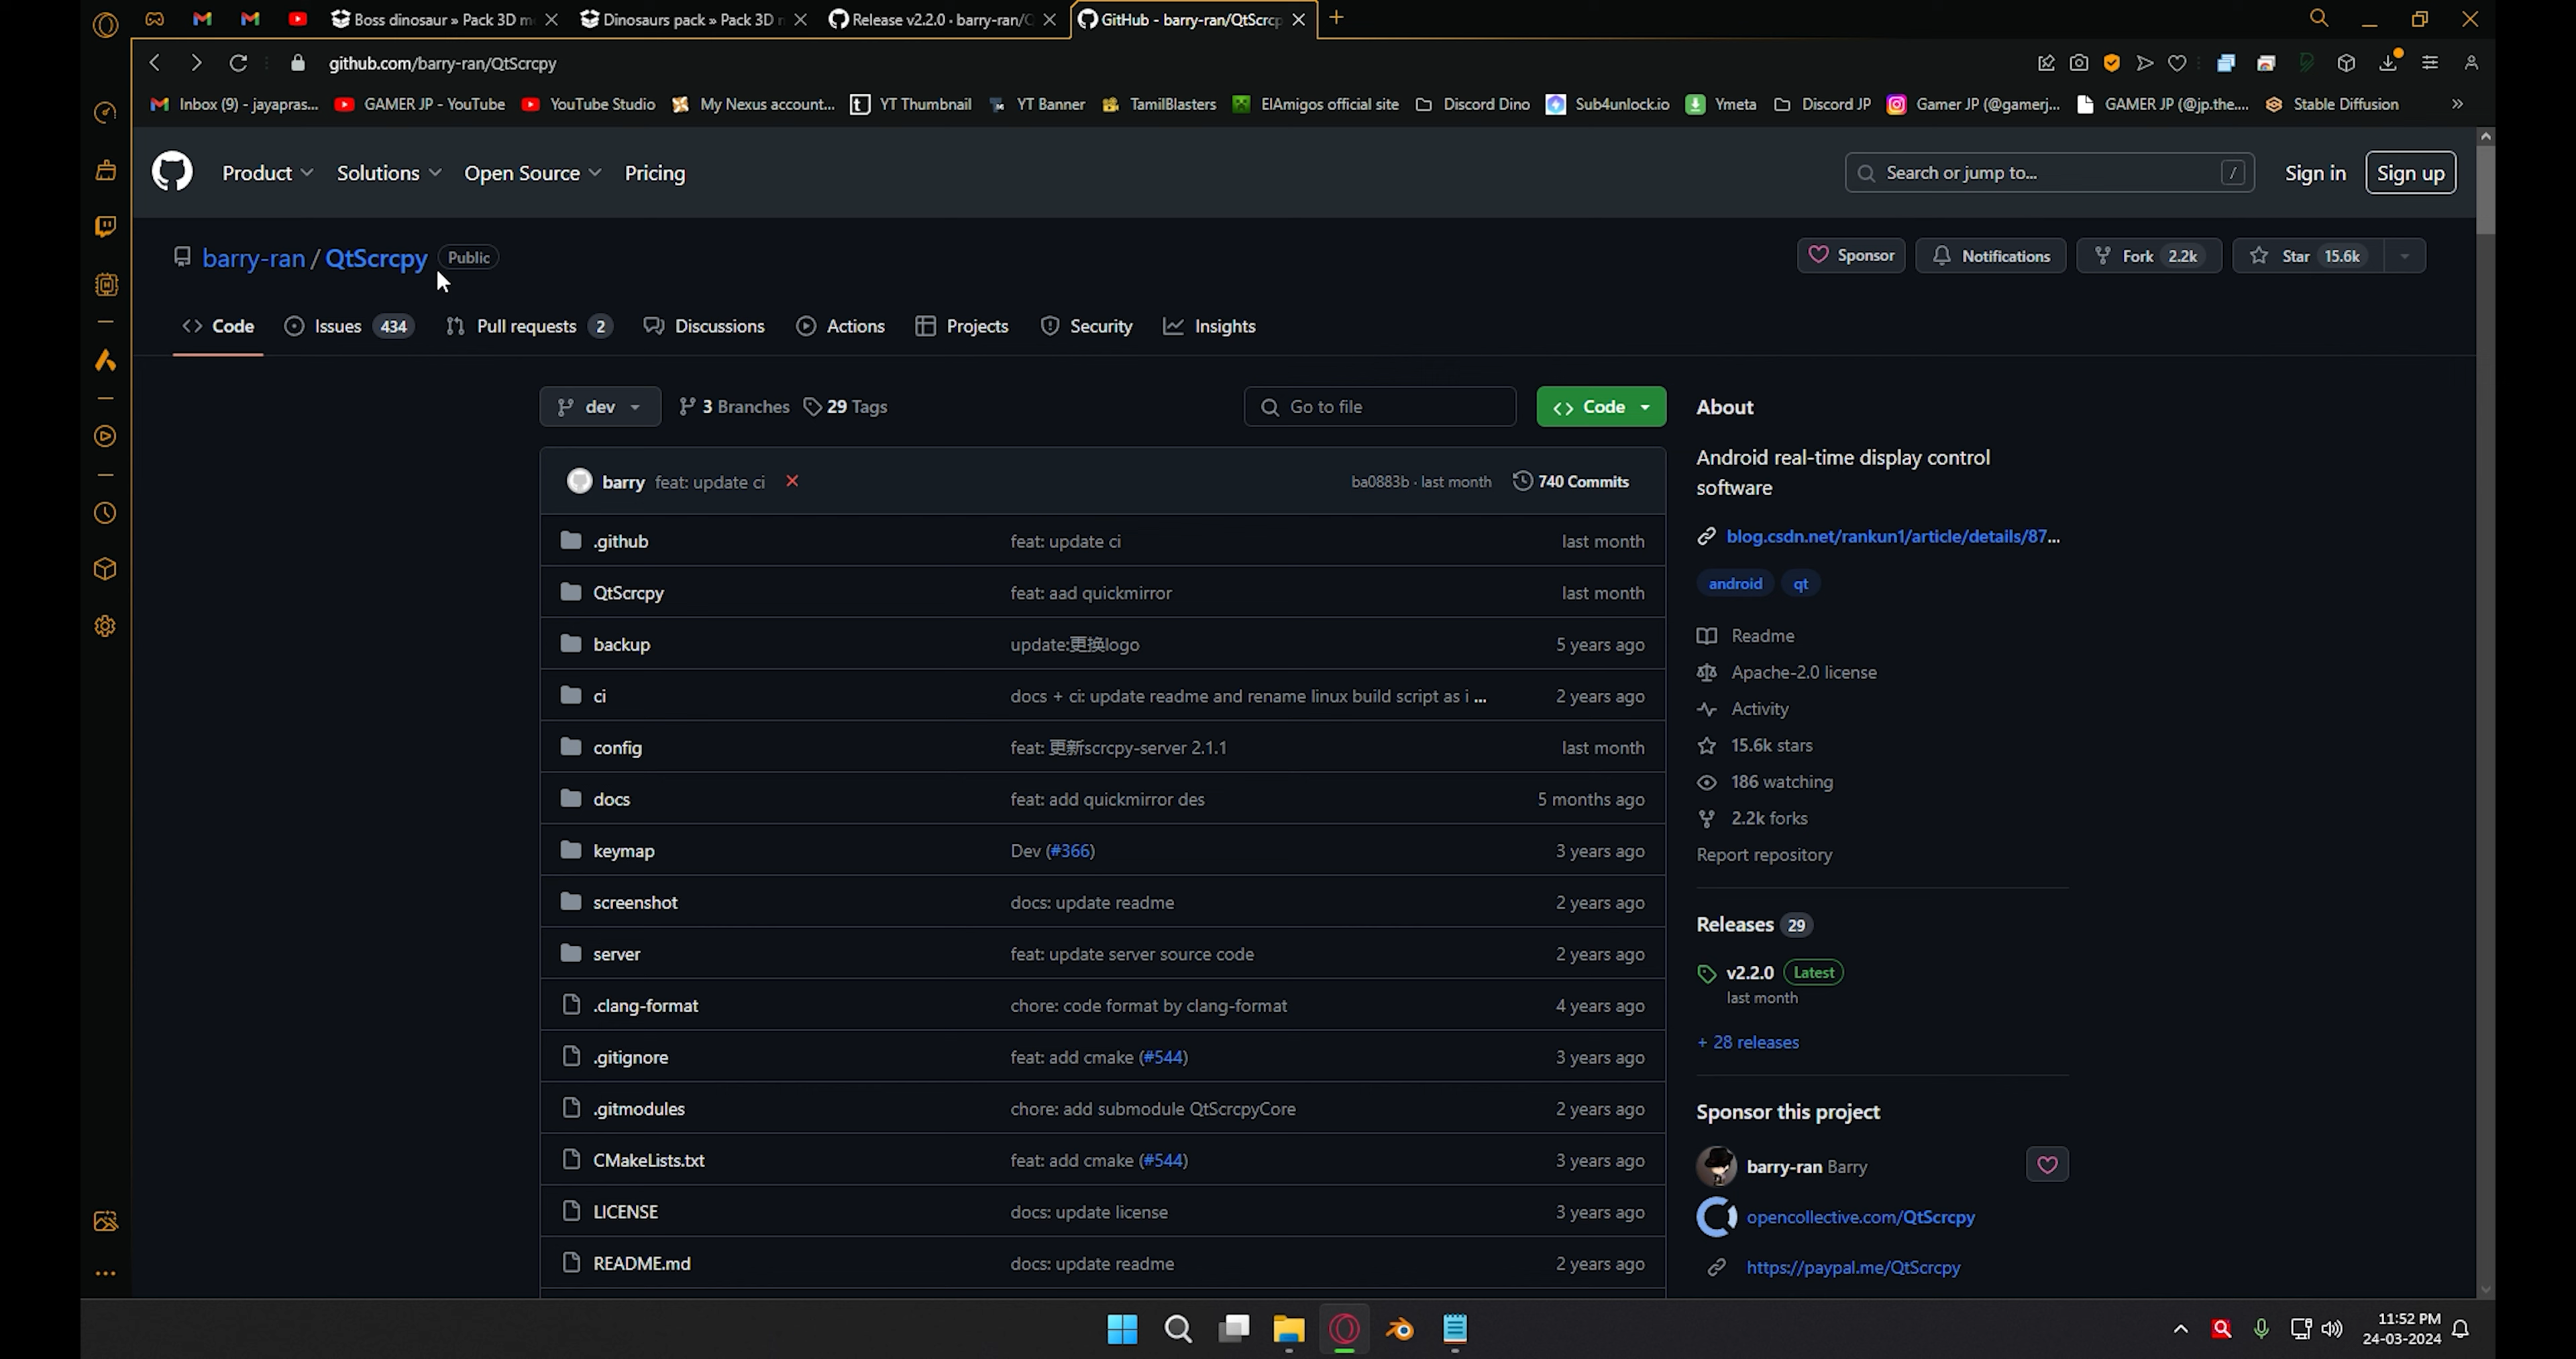 Boss dinosaur » Pack 3D m
Dinosaurs pack » Pack 3D m
Release v2.2.0 · barry-ran/Q
GitHub - barry-ran/QtScrcp
github.com/barry-ran/QtScrcpy
Inbox (9) - jayapras...
GAMER JP - YouTube
YouTube Studio
My Nexus account...
YT Thumbnail
YT Banner
TamilBlasters
ElAmigos official site
Discord Dino
Sub4unlock.io
Ymeta
Discord JP
Gamer JP (@gamerj...
GAMER JP (@jp.the....
Stable Diffusion
»
Product
Solutions
Open Source
Pricing
Search or jump to...
/
Sign in
Sign up
barry-ran / QtScrcpy
Public
Sponsor
Notifications
Fork 2.2k
Star 15.6k
Code
Issues 434
Pull requests 2
Discussions
Actions
Projects
Security
Insights
dev
3 Branches
29 Tags
Go to file
Code
barry feat: update ci
ba0883b · last month
740 Commits
.github feat: update ci last month
QtScrcpy feat: aad quickmirror last month
backup update:更换logo 5 years ago
ci docs + ci: update readme and rename linux build script as i ... 2 years ago
config feat: 更新scrcpy-server 2.1.1 last month
docs feat: add quickmirror des 5 months ago
keymap Dev (#366) 3 years ago
screenshot docs: update readme 2 years ago
server feat: update server source code 2 years ago
.clang-format chore: code format by clang-format 4 years ago
.gitignore feat: add cmake (#544) 3 years ago
.gitmodules chore: add submodule QtScrcpyCore 2 years ago
CMakeLists.txt feat: add cmake (#544) 3 years ago
LICENSE docs: update license 3 years ago
README.md docs: update readme 2 years ago
About
Android real-time display control
software
blog.csdn.net/rankun1/article/details/87...
android qt
Readme
Apache-2.0 license
Activity
15.6k stars
186 watching
2.2k forks
Report repository
Releases 29
v2.2.0 Latest
last month
+ 28 releases
Sponsor this project
barry-ran Barry
opencollective.com/QtScrcpy
https://paypal.me/QtScrcpy
11:52 PM
24-03-2024